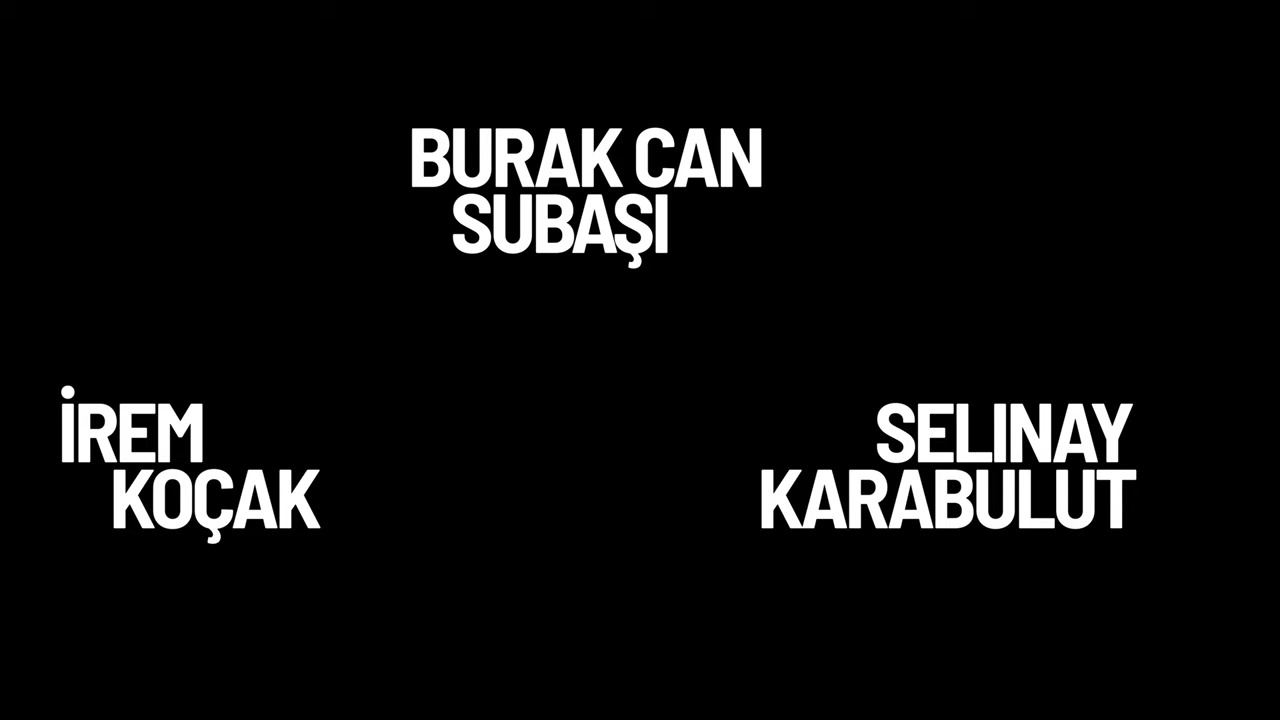 BURAK CAN
SUBAŞI
İREM
KOÇAK
SELINAY
KARABULUT